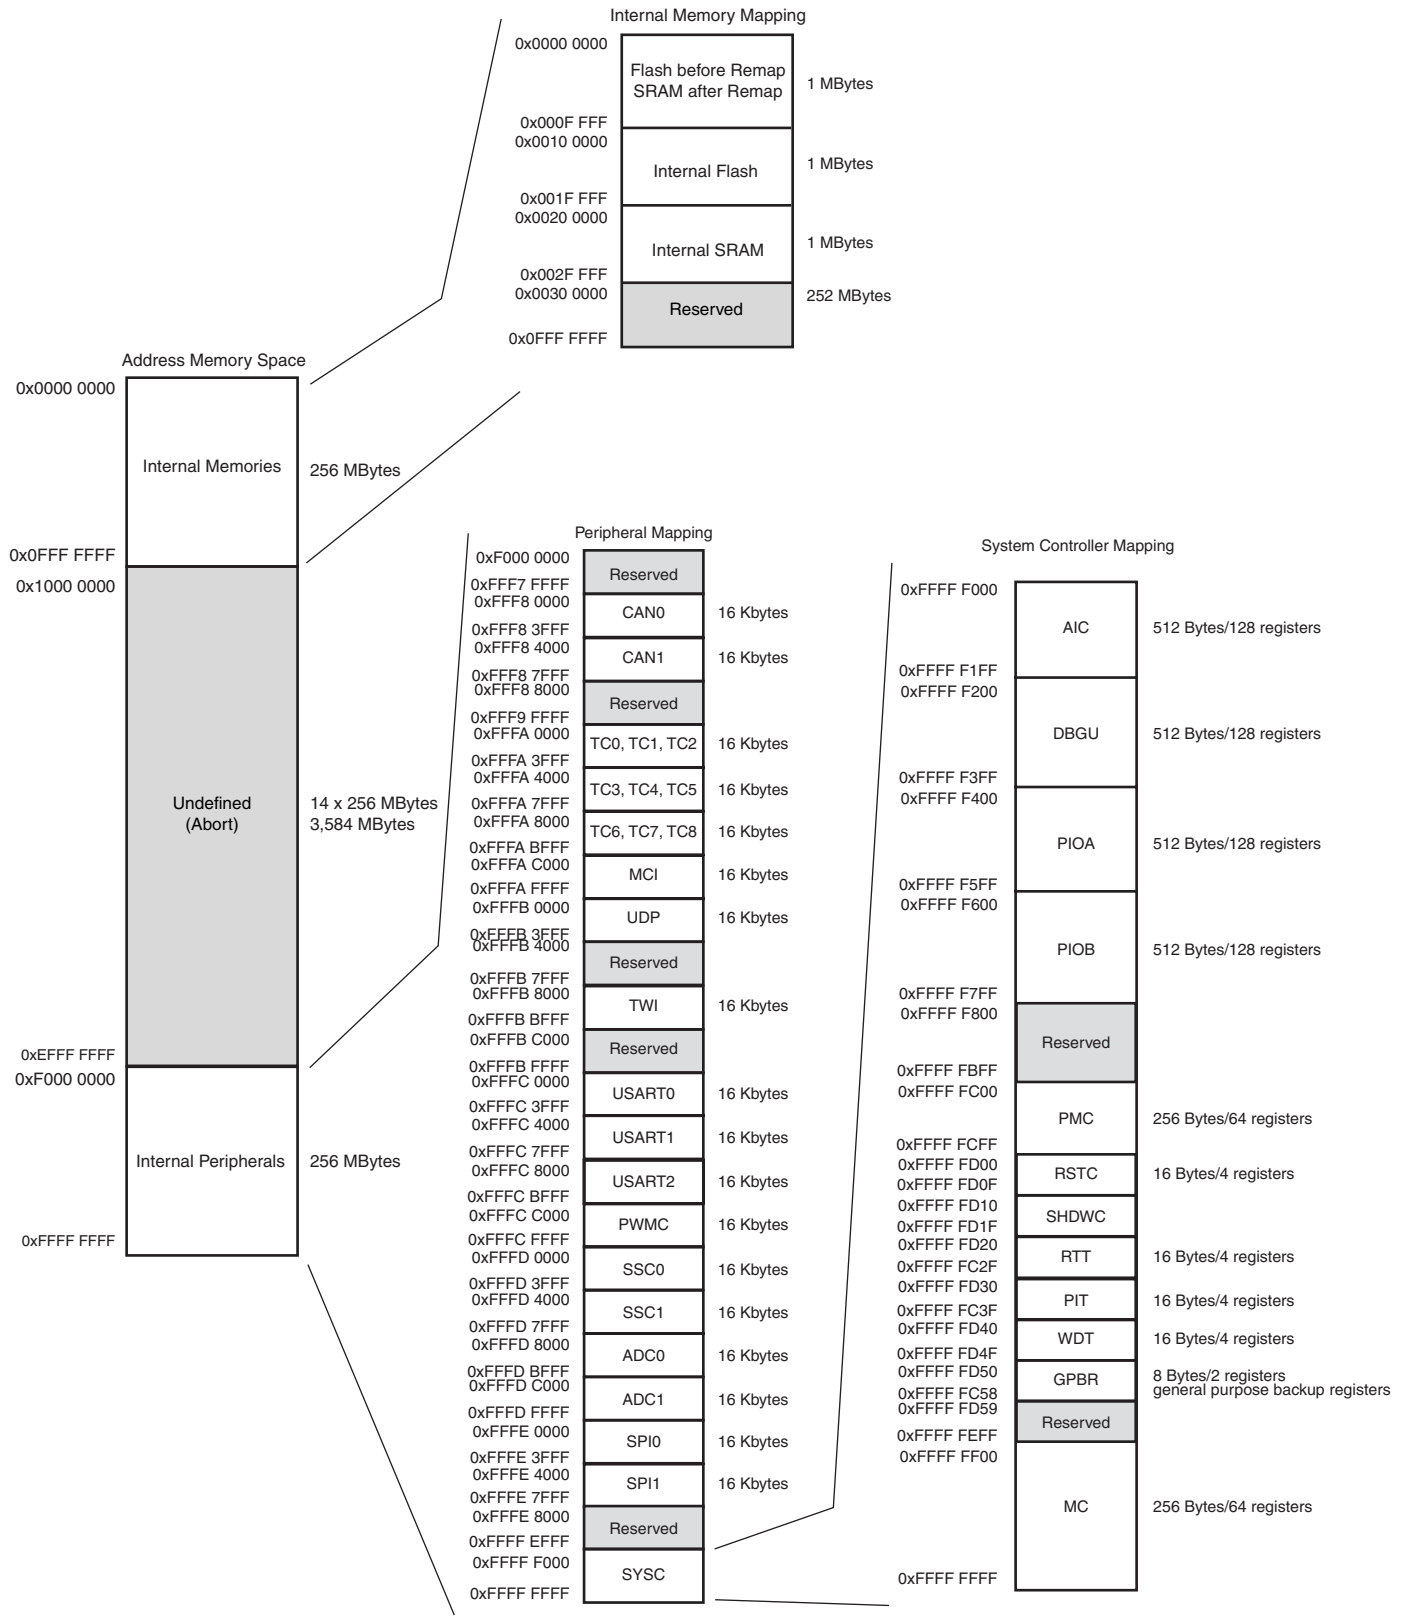 Internal Memory Mapping
0x0000 0000
Flash before Remap
SRAM after Remap
1 MBytes
0x000F FFF
0x0010 0000
Internal Flash
1 MBytes
0x001F FFF
0x0020 0000
Internal SRAM
1 MBytes
0x002F FFF
0x0030 0000
Reserved
252 MBytes
0x0FFF FFFF
Address Memory Space
0x0000 0000
Internal Memories
256 MBytes
0x0FFF FFFF
0x1000 0000
Undefined
(Abort)
14 x 256 MBytes
3,584 MBytes
0xEFFF FFFF
0xF000 0000
Internal Peripherals
256 MBytes
0xFFFF FFFF
Peripheral Mapping
0xF000 0000
Reserved
0xFFF7 FFFF
0xFFF8 0000
CAN0
16 Kbytes
0xFFF8 3FFF
0xFFF8 4000
CAN1
16 Kbytes
0xFFF8 7FFF
0xFFF8 8000
Reserved
0xFFF9 FFFF
0xFFFA 0000
TC0, TC1, TC2
16 Kbytes
0xFFFA 3FFF
0xFFFA 4000
TC3, TC4, TC5
16 Kbytes
0xFFFA 7FFF
0xFFFA 8000
TC6, TC7, TC8
16 Kbytes
0xFFFA BFFF
0xFFFA C000
MCI
16 Kbytes
0xFFFA FFFF
0xFFFB 0000
UDP
16 Kbytes
0xFFFB 3FFF
0xFFFB 4000
Reserved
0xFFFB 7FFF
0xFFFB 8000
TWI
16 Kbytes
0xFFFB BFFF
0xFFFB C000
Reserved
0xFFFB FFFF
0xFFFC 0000
USART0
16 Kbytes
0xFFFC 3FFF
0xFFFC 4000
USART1
16 Kbytes
0xFFFC 7FFF
0xFFFC 8000
USART2
16 Kbytes
0xFFFC BFFF
0xFFFC C000
PWMC
16 Kbytes
0xFFFC FFFF
0xFFFD 0000
SSC0
16 Kbytes
0xFFFD 3FFF
0xFFFD 4000
SSC1
16 Kbytes
0xFFFD 7FFF
0xFFFD 8000
ADC0
16 Kbytes
0xFFFD BFFF
0xFFFD C000
ADC1
16 Kbytes
0xFFFD FFFF
0xFFFE 0000
SPI0
16 Kbytes
0xFFFE 3FFF
0xFFFE 4000
SPI1
16 Kbytes
0xFFFE 7FFF
0xFFFE 8000
Reserved
0xFFFF EFFF
0xFFFF F000
SYSC
0xFFFF FFFF
System Controller Mapping
0xFFFF F000
AIC
512 Bytes/128 registers
0xFFFF F1FF
0xFFFF F200
DBGU
512 Bytes/128 registers
0xFFFF F3FF
0xFFFF F400
PIOA
512 Bytes/128 registers
0xFFFF F5FF
0xFFFF F600
PIOB
512 Bytes/128 registers
0xFFFF F7FF
0xFFFF F800
Reserved
0xFFFF FBFF
0xFFFF FC00
PMC
256 Bytes/64 registers
0xFFFF FCFF
0xFFFF FD00
RSTC
16 Bytes/4 registers
0xFFFF FD0F
0xFFFF FD10
SHDWC
0xFFFF FD1F
0xFFFF FD20
RTT
16 Bytes/4 registers
0xFFFF FC2F
0xFFFF FD30
PIT
16 Bytes/4 registers
0xFFFF FC3F
0xFFFF FD40
WDT
16 Bytes/4 registers
0xFFFF FD4F
0xFFFF FD50
GPBR
8 Bytes/2 registers
general purpose backup registers
0xFFFF FC58
0xFFFF FD59
Reserved
0xFFFF FEFF
0xFFFF FF00
MC
256 Bytes/64 registers
0xFFFF FFFF